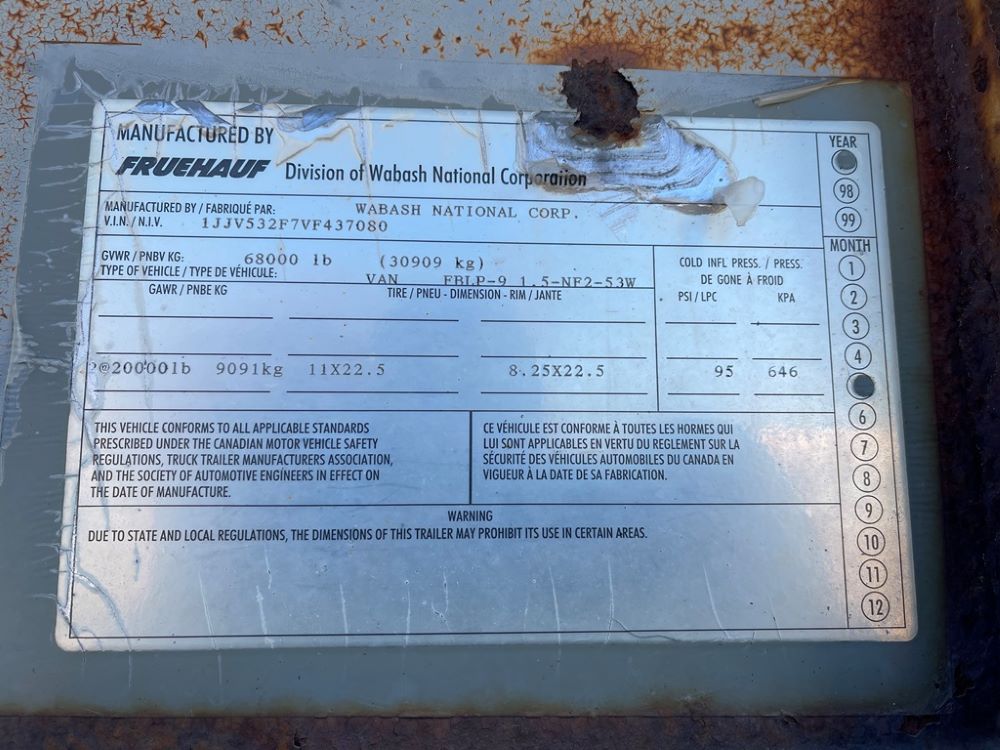 MANUFACTURED BY
FRUEHAUF Division of Wabash National Corporation
MANUFACTURED BY / FABRIQUÉ PAR: WABASH NATIONAL CORP.
V.I.N. / N.I.V. 1JJV532F7VF437080
GVWR / PNBV KG: 68000 lb (30909 kg)
TYPE OF VEHICLE / TYPE DE VÉHICULE: VAN FBLP-9 1.5-NF2-53W
GAWR / PNBE KG TIRE / PNEU - DIMENSION - RIM / JANTE
COLD INFL PRESS. / PRESS.
DE GONE À FROID
PSI / LPC KPA
2@20000lb 9091kg 11X22.5 8.25X22.5 95 646
THIS VEHICLE CONFORMS TO ALL APPLICABLE STANDARDS
PRESCRIBED UNDER THE CANADIAN MOTOR VEHICLE SAFETY
REGULATIONS, TRUCK TRAILER MANUFACTURERS ASSOCIATION,
AND THE SOCIETY OF AUTOMOTIVE ENGINEERS IN EFFECT ON
THE DATE OF MANUFACTURE.
CE VÉHICULE EST CONFORME À TOUTES LES HORMES QUI
LUI SONT APPLICABLES EN VERTU DU REGLEMENT SUR LA
SÉCURITÉ DES VÉHICULES AUTOMOBILES DU CANADA EN
VIGUEUR À LA DATE DE SA FABRICATION.
WARNING
DUE TO STATE AND LOCAL REGULATIONS, THE DIMENSIONS OF THIS TRAILER MAY PROHIBIT ITS USE IN CERTAIN AREAS.
YEAR
98
99
MONTH
1
2
3
4
6
7
8
9
10
11
12